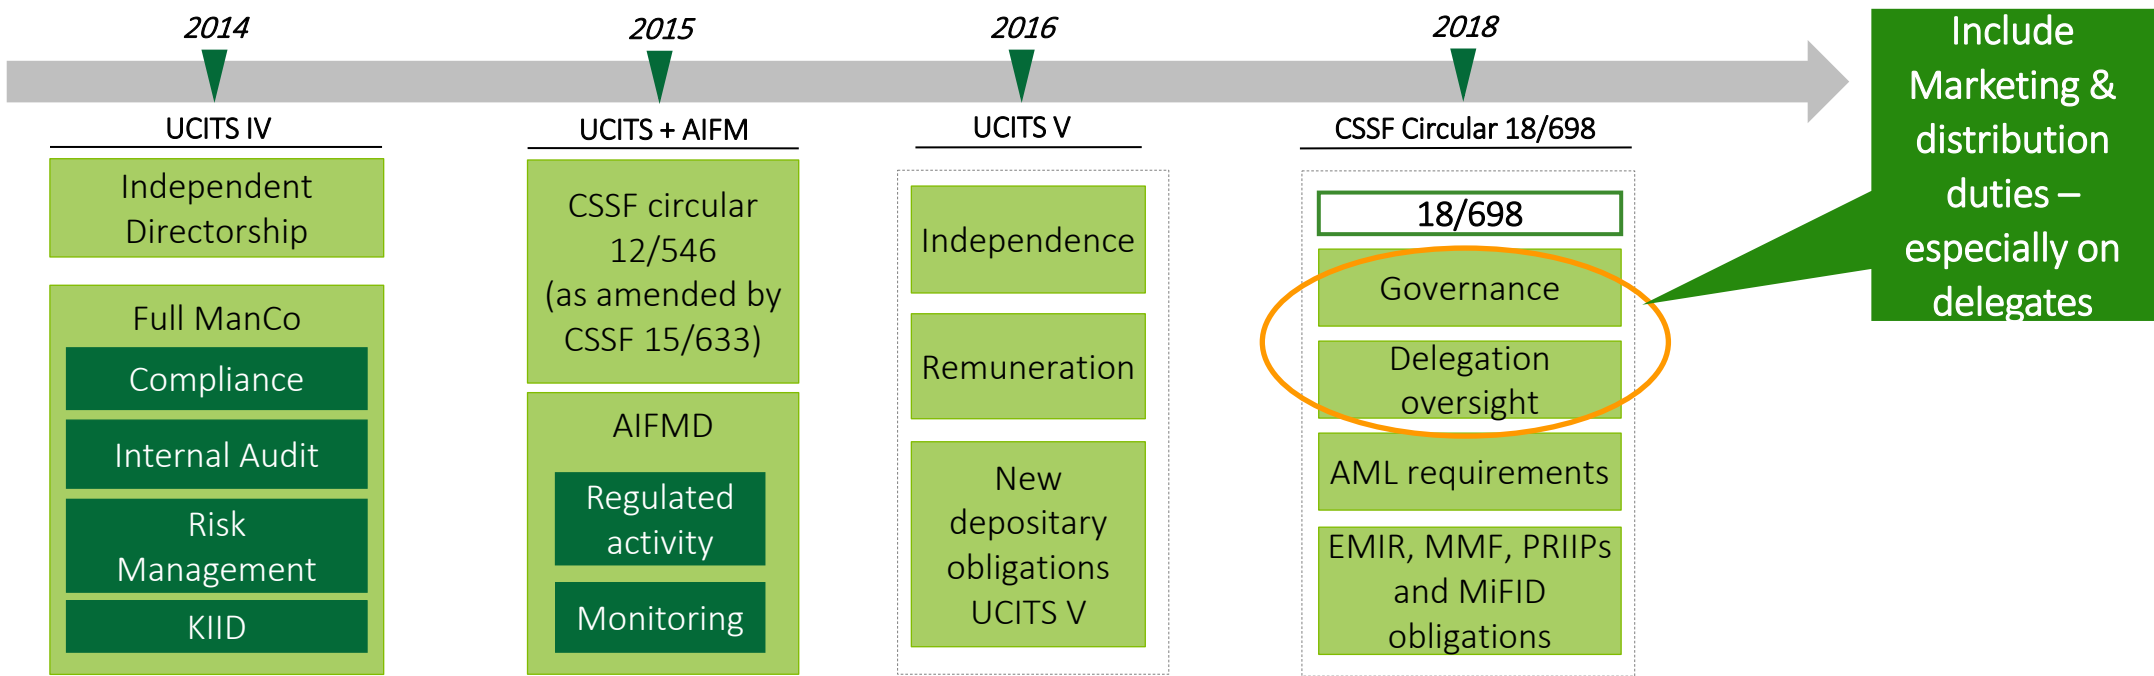 2014
2015
2016
2018
UCITS IV
UCITS + AIFM
UCITS V
CSSF Circular 18/698
Independent
Directorship
Full ManCo
Compliance
Internal Audit
Risk
Management
KIID
CSSF circular
12/546
(as amended by
CSSF 15/633)
AIFMD
Regulated
activity
Monitoring
Independence
Remuneration
New
depositary
obligations
UCITS V
18/698
Governance
Delegation
oversight
AML requirements
EMIR, MMF, PRIIPs
and MiFID
obligations
Include
Marketing &
distribution
duties –
especially on
delegates